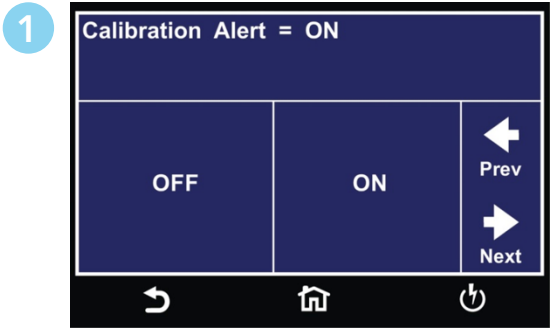 1
Calibration Alert = ON
OFF
ON
Prev
Next